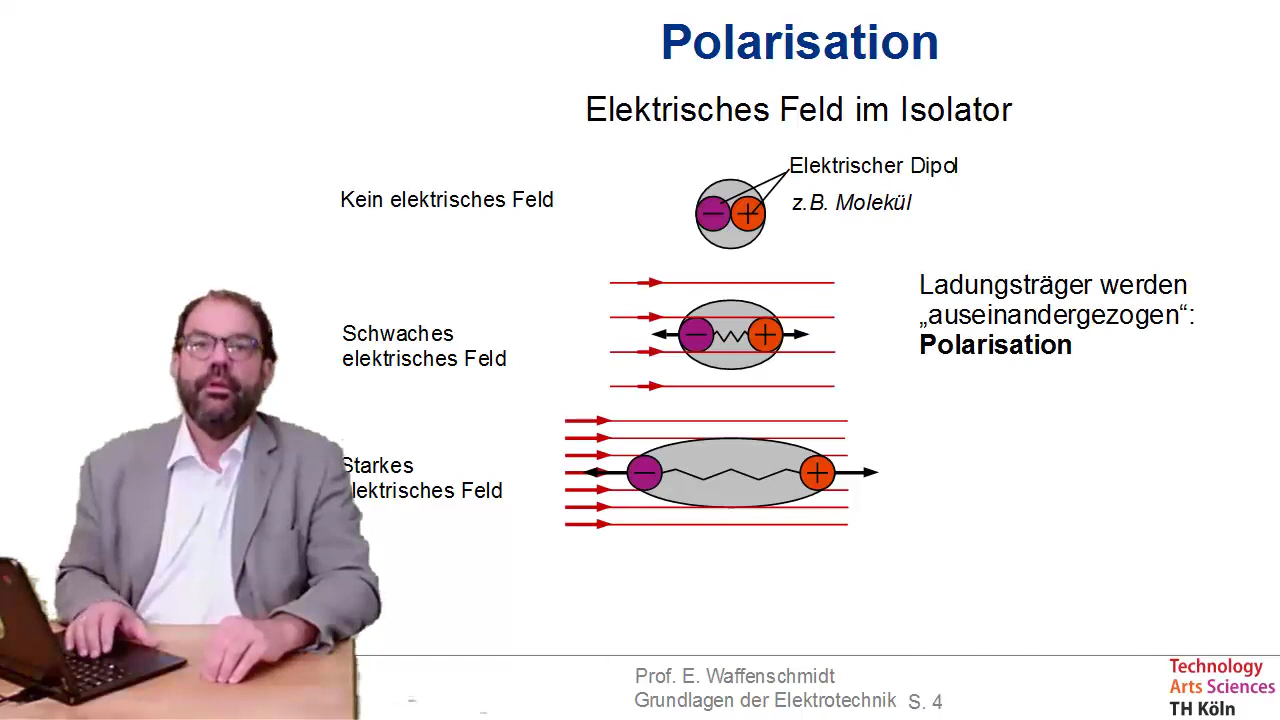 Polarisation
Elektrisches Feld im Isolator
Elektrischer Dipol
Kein elektrisches Feld
z.B. Molekül
Ladungsträger werden
„auseinandergezogen“:
Polarisation
Schwaches
elektrisches Feld
Starkes
lektrisches Feld
Prof. E. Waffenschmidt
Grundlagen der Elektrotechnik S. 4
Technology
Arts Sciences
TH Köln